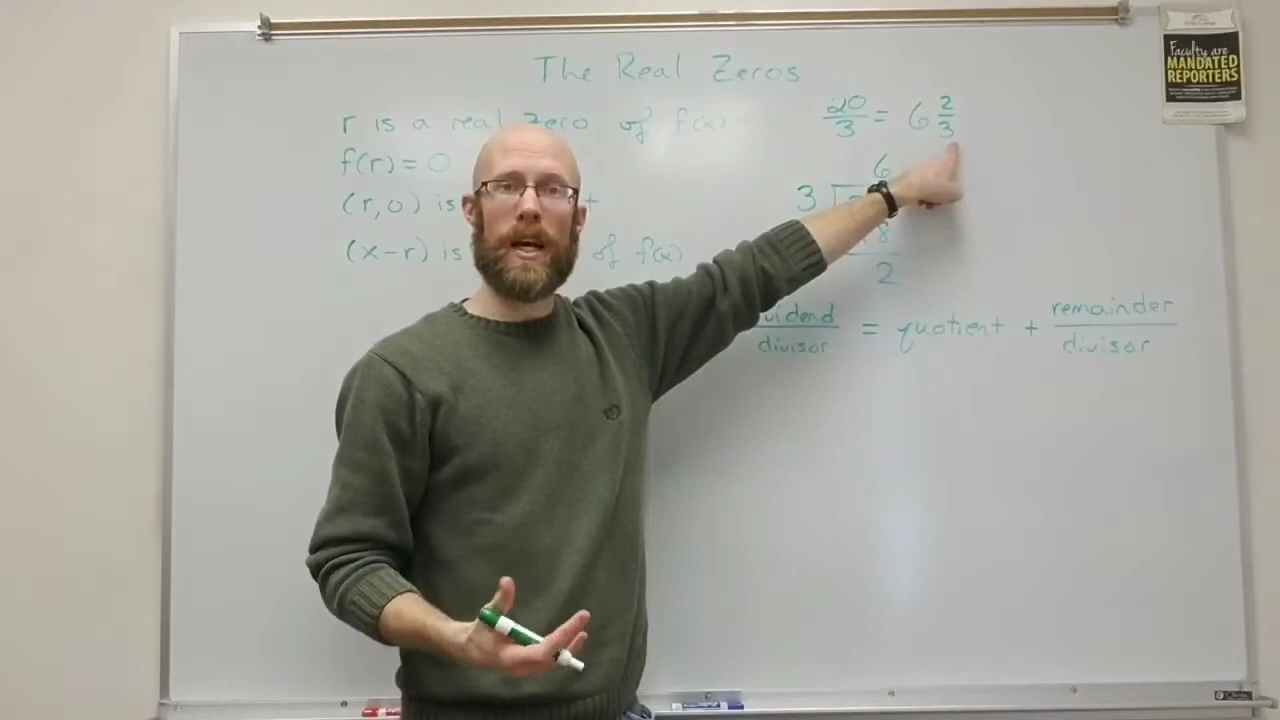 The Real Zeros
r is a real zero of f(x)
f(r) = 0
(r,0) is
(x-r) is of f(x)
20/3 = 6 2/3
6
3
18
2
dividend/divisor = quotient + remainder/divisor
Faculty are
MANDATED
REPORTERS